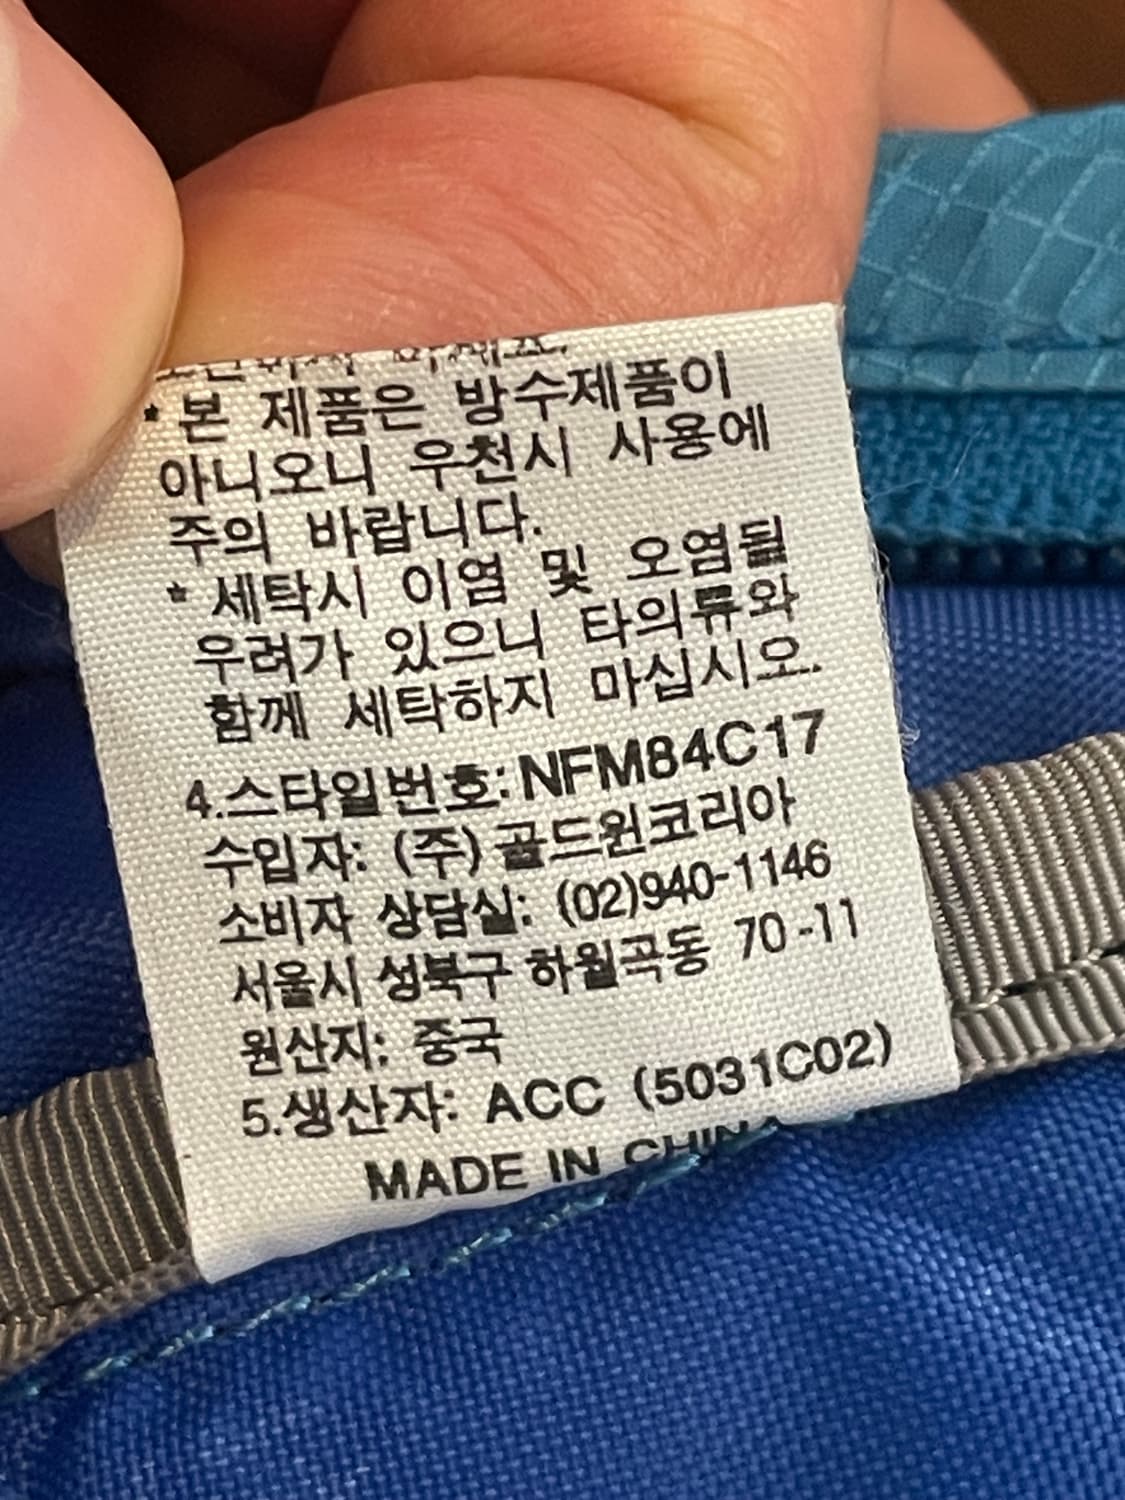 * 본 제품은 방수제품이
아니오니 우천시 사용에
주의 바랍니다.
* 세탁시 이염 및 오염될
우려가 있으니 타의류와
함께 세탁하지 마십시오.
4.스타일번호:NFM84C17
수입자: (주)골드윈코리아
소비자 상담실: (02)940-1146
서울시 성북구 하월곡동 70-11
원산지: 중국
5.생산자: ACC (5031C02)
MADE IN CHINA